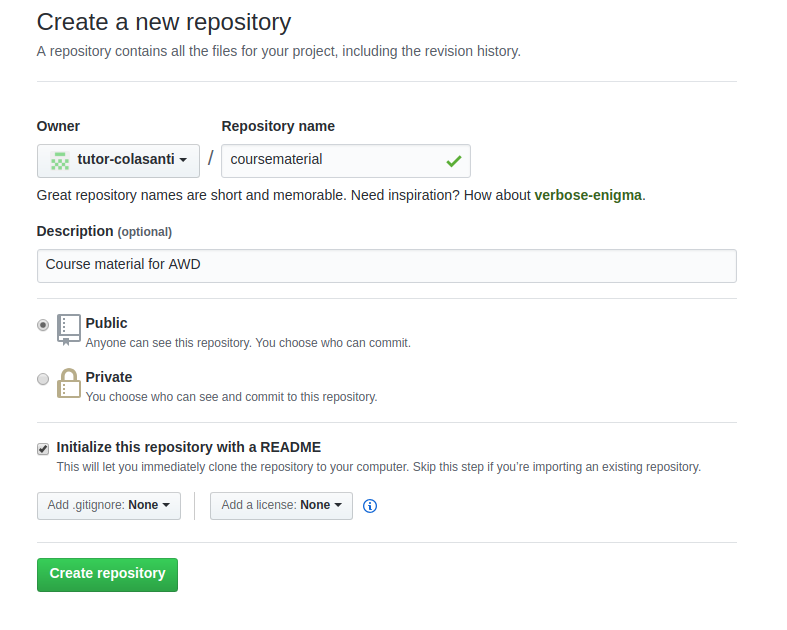 Create a new repository
A repository contains all the files for your project, including the revision history.
Owner
Repository name
tutor-colasanti / coursematerial
Great repository names are short and memorable. Need inspiration? How about verbose-enigma.
Description (optional)
Course material for AWD
Public
Anyone can see this repository. You choose who can commit.
Private
You choose who can see and commit to this repository.
Initialize this repository with a README
This will let you immediately clone the repository to your computer. Skip this step if you’re importing an existing repository.
Add .gitignore: None
Add a license: None
Create repository